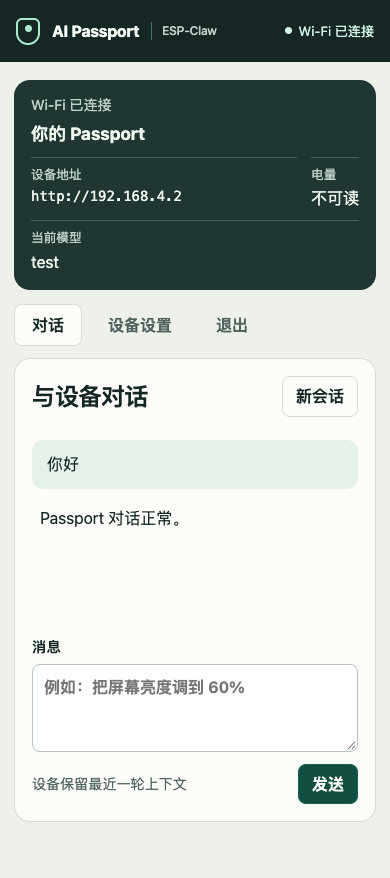 AI Passport ESP-Claw Wi-Fi 已连接
Wi-Fi 已连接
你的 Passport
设备地址 电量
http://192.168.4.2 不可读
当前模型
test
对话 设备设置 退出
与设备对话 新会话
你好
Passport 对话正常。
消息
例如：把屏幕亮度调到 60%
设备保留最近一轮上下文 发送